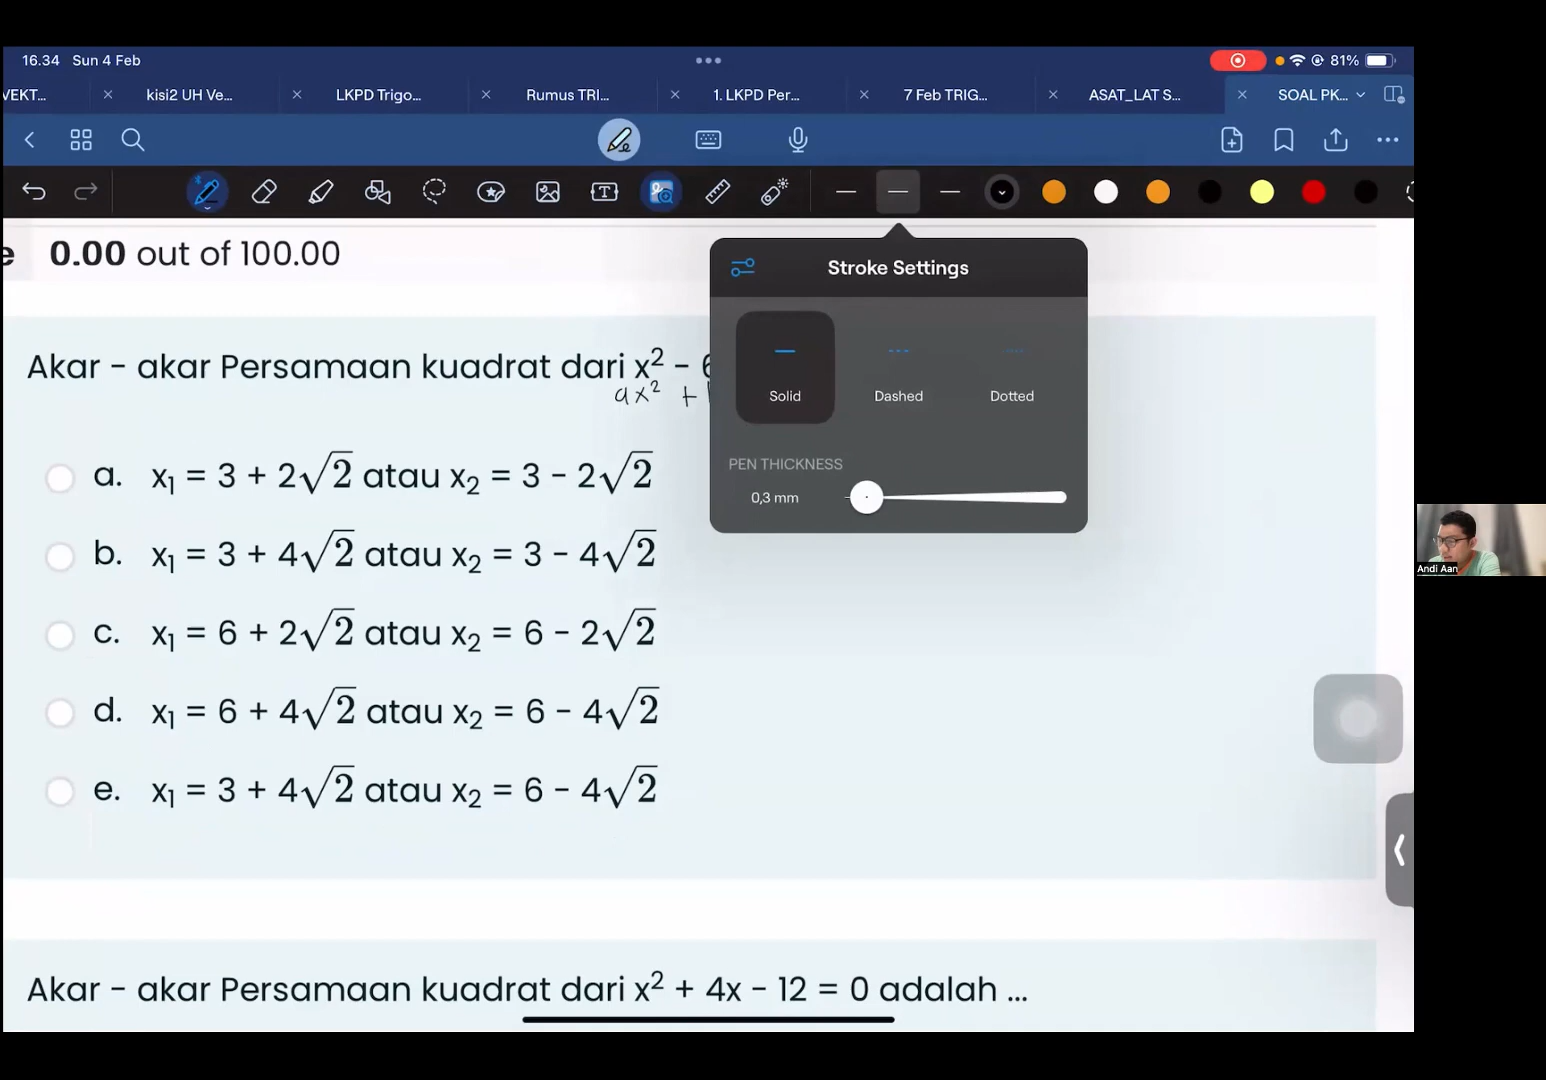 16.34 Sun 4 Feb
81%
VEKT...
kisi2 UH Ve...
LKPD Trigo...
Rumus TRI...
1. LKPD Per...
7 Feb TRIG...
ASAT_LAT S...
SOAL PK...
0.00 out of 100.00
Stroke Settings
Solid
Dashed
Dotted
PEN THICKNESS
0,3 mm
Akar - akar Persamaan kuadrat dari x² - 6
ax² +
a. x₁ = 3 + 2√2 atau x₂ = 3 - 2√2
b. x₁ = 3 + 4√2 atau x₂ = 3 - 4√2
c. x₁ = 6 + 2√2 atau x₂ = 6 - 2√2
d. x₁ = 6 + 4√2 atau x₂ = 6 - 4√2
e. x₁ = 3 + 4√2 atau x₂ = 6 - 4√2
Andi Aan
Akar - akar Persamaan kuadrat dari x² + 4x - 12 = 0 adalah ...